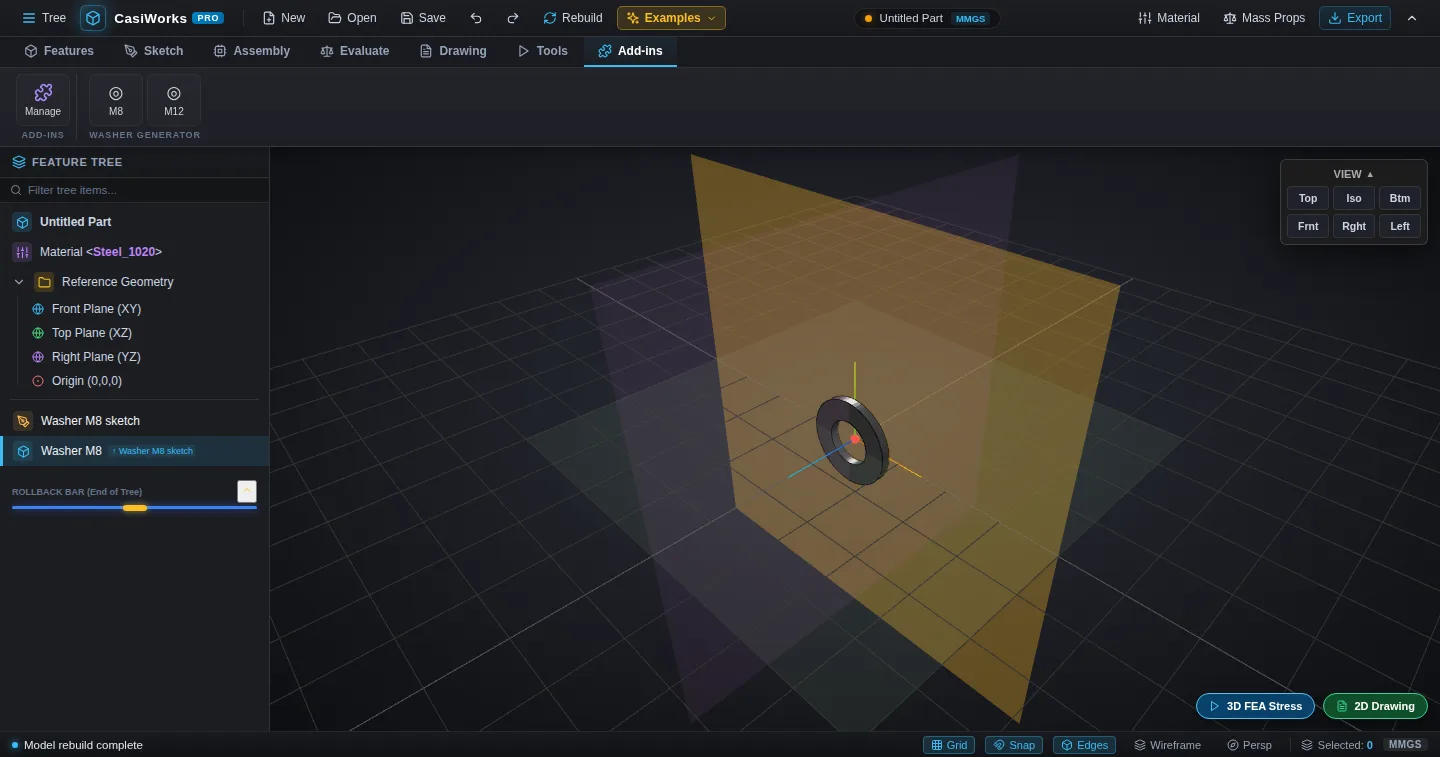 Tree CasiWorks PRO New Open Save Rebuild Examples Untitled Part MMGS Material Mass Props Export
Features Sketch Assembly Evaluate Drawing Tools Add-ins
Manage M8 M12
ADD-INS WASHER GENERATOR
FEATURE TREE
Filter tree items...
Untitled Part
Material <Steel_1020>
Reference Geometry
Front Plane (XY)
Top Plane (XZ)
Right Plane (YZ)
Origin (0,0,0)
Washer M8 sketch
Washer M8 ↑ Washer M8 sketch
ROLLBACK BAR (End of Tree)
VIEW ▲
Top Iso Btm
Frnt Rght Left
3D FEA Stress 2D Drawing
Model rebuild complete Grid Snap Edges Wireframe Persp Selected: 0 MMGS